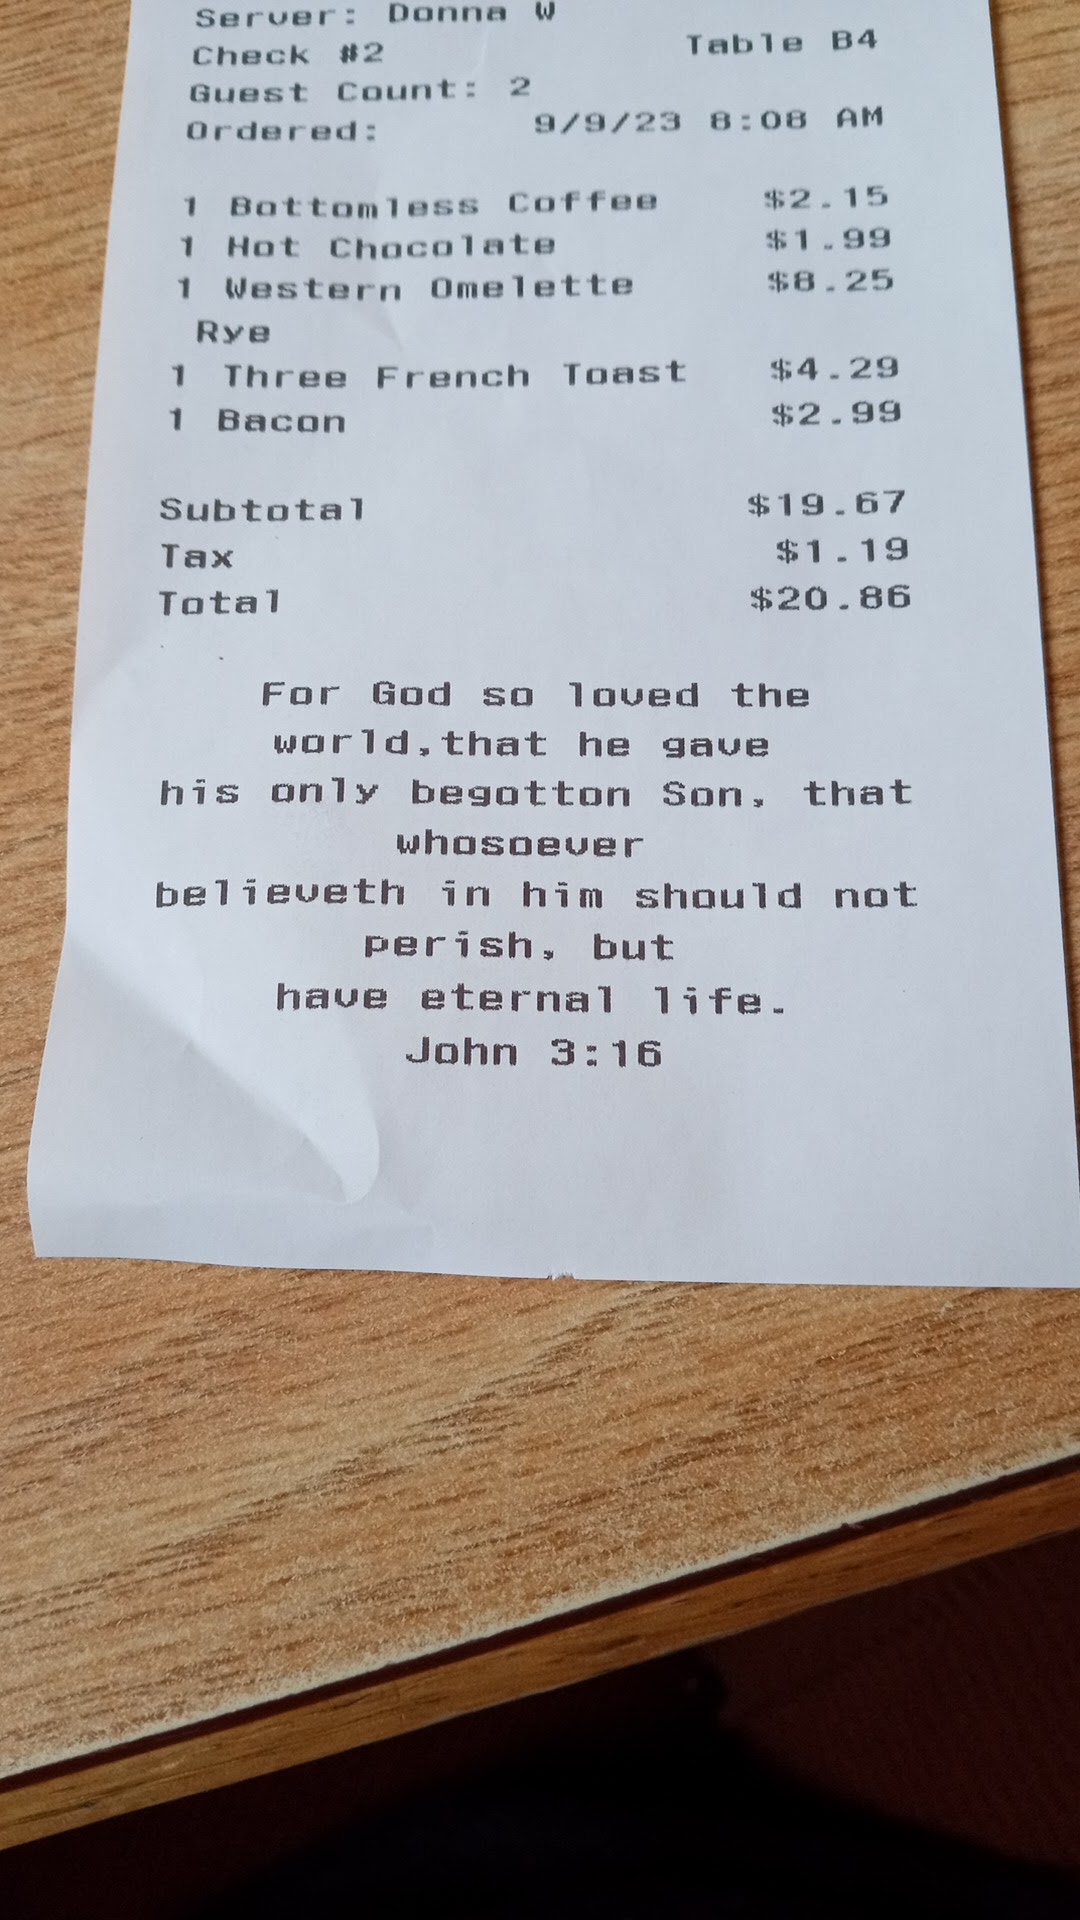 Server: Donna W
Check #2 Table B4
Guest Count: 2
Ordered: 9/9/23 8:08 AM
1 Bottomless Coffee $2.15
1 Hot Chocolate $1.99
1 Western Omelette $8.25
Rye
1 Three French Toast $4.29
1 Bacon $2.99
Subtotal $19.67
Tax $1.19
Total $20.86
For God so loved the
world,that he gave
his only begotton Son, that
whosoever
believeth in him should not
perish, but
have eternal life.
John 3:16